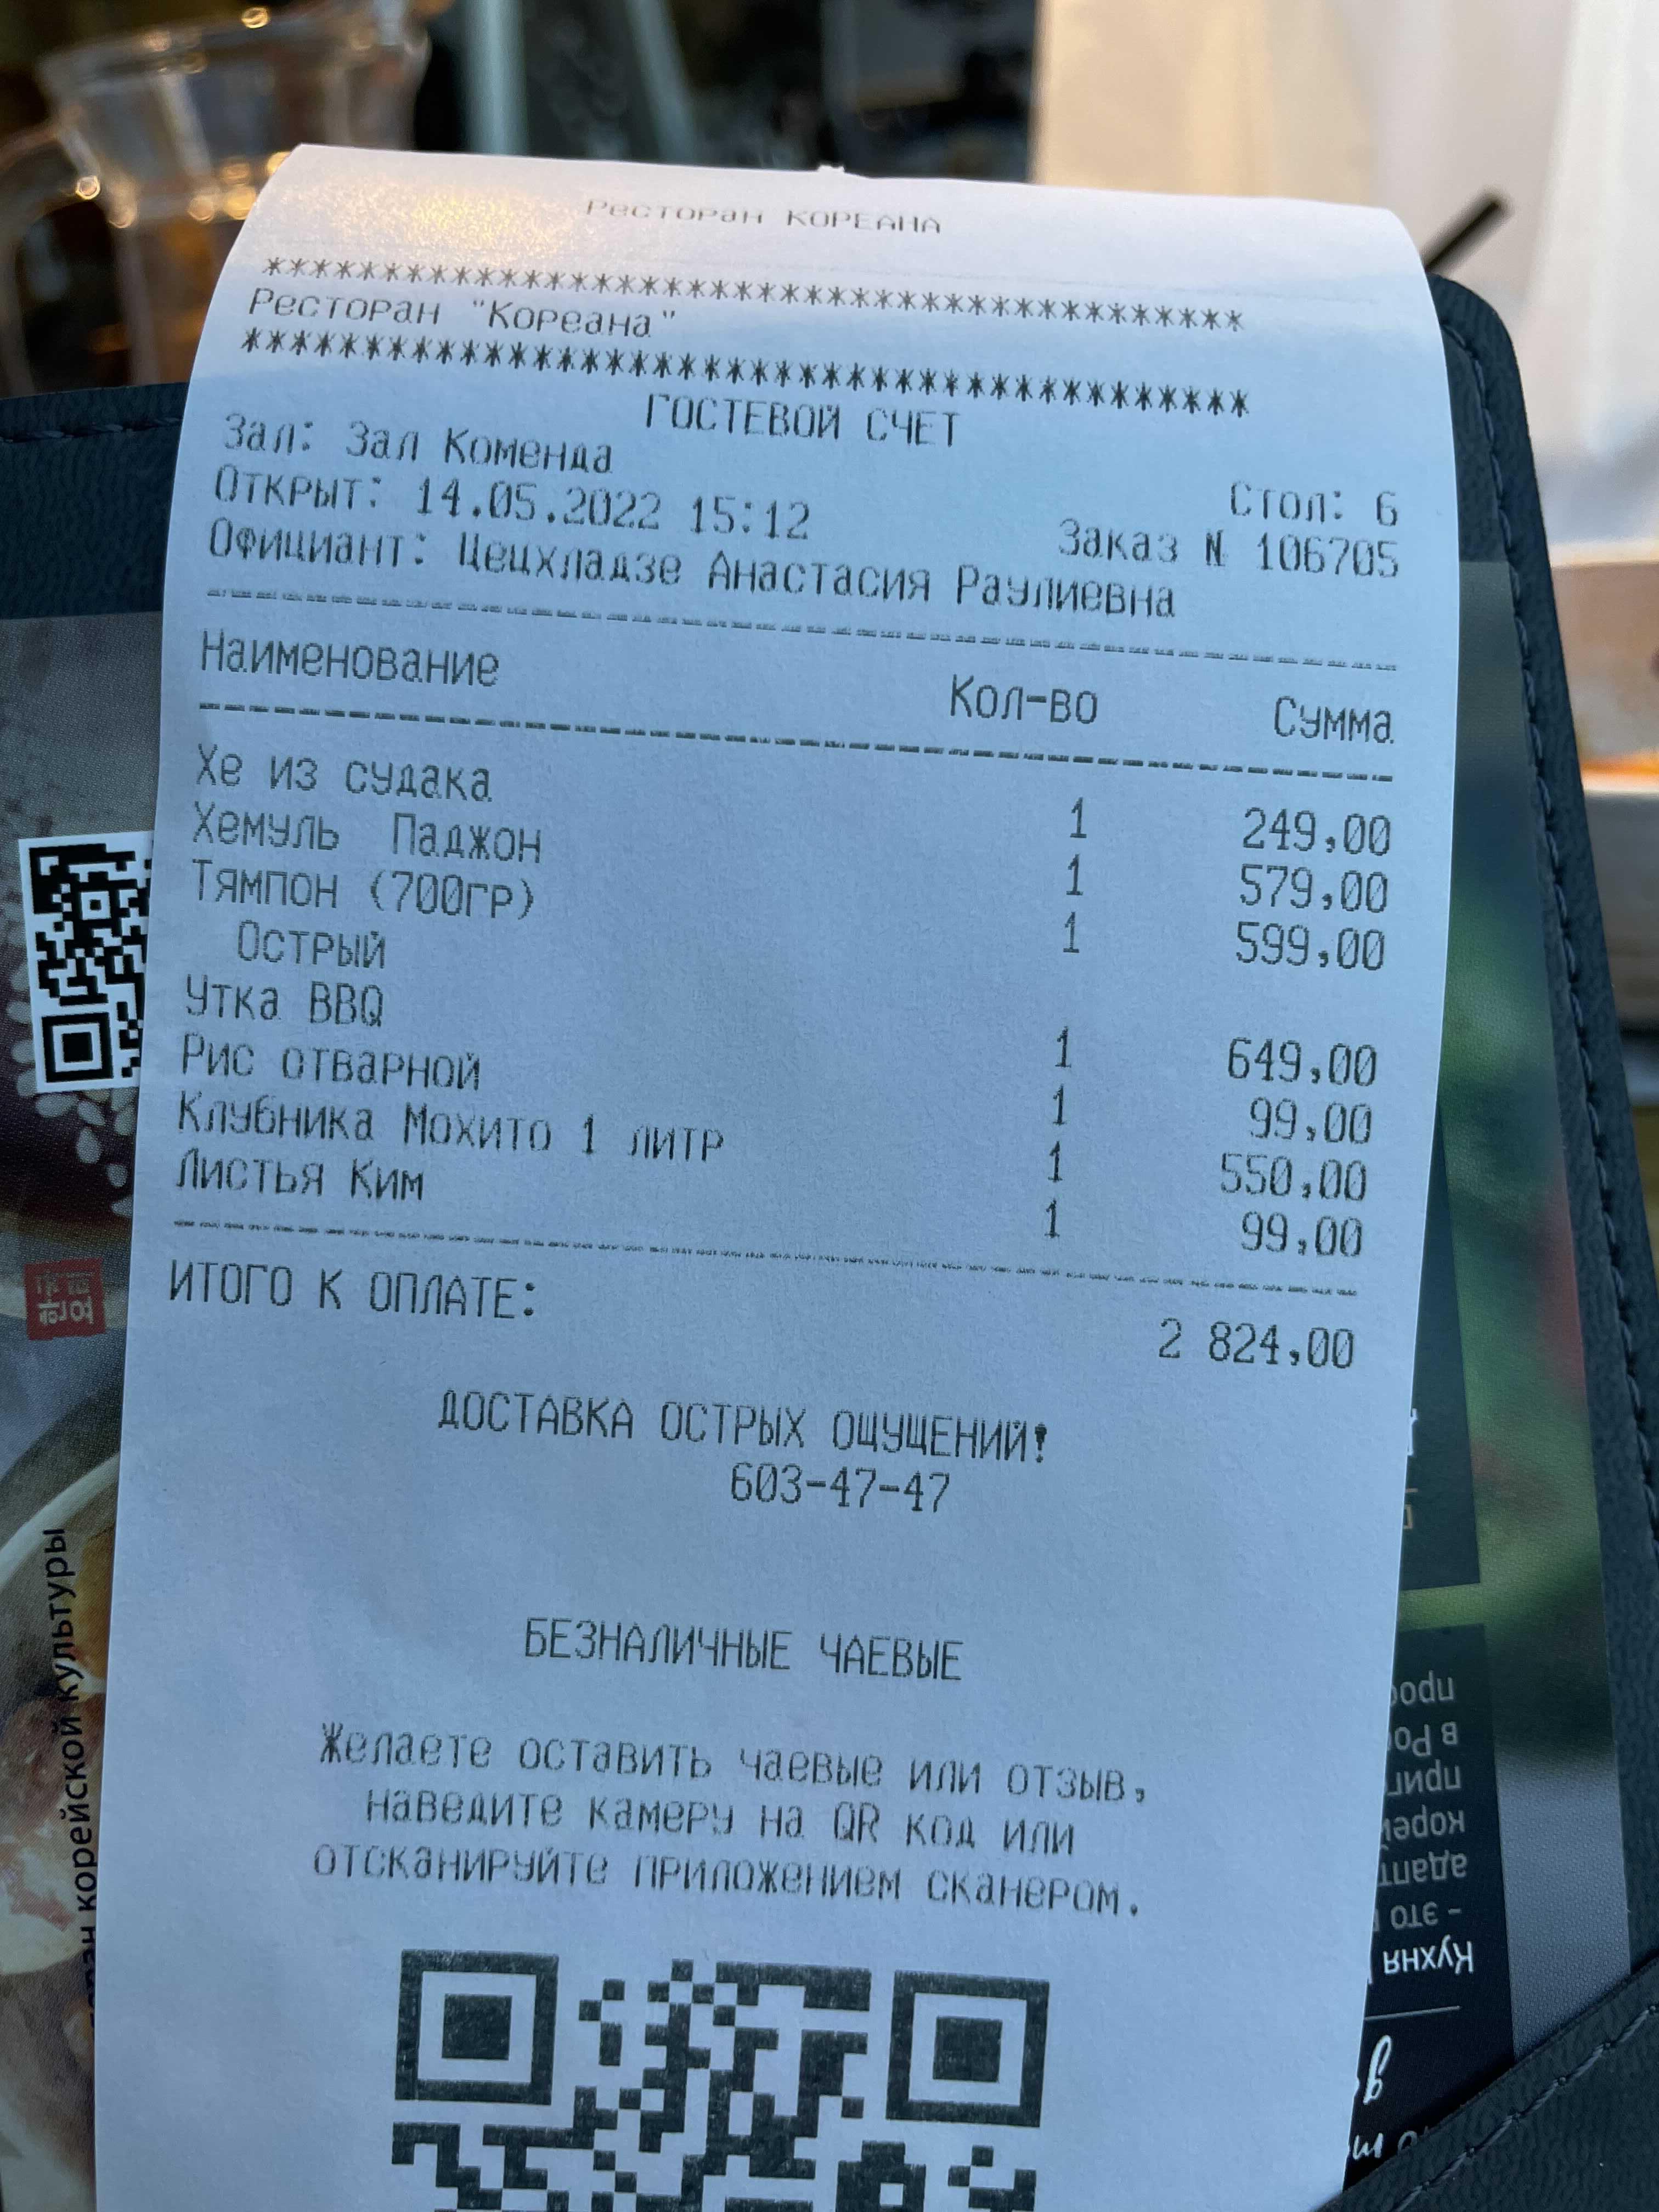 Ресторан КОРЕАНА
******************************************
Ресторан "Кореана"
******************************************
ГОСТЕВОЙ СЧЕТ
Зал: Зал Коменда Стол: 6
Открыт: 14.05.2022 15:12 Заказ N 106705
Официант: Цецхладзе Анастасия Раулиевна
Наименование Кол-во Сумма
Хе из судака 1 249,00
Хемуль Паджон 1 579,00
Тямпон (700гр) 1 599,00
Острый
Утка BBQ 1 649,00
Рис отварной 1 99,00
Клубника Мохито 1 литр 1 550,00
Листья Ким 1 99,00
ИТОГО К ОПЛАТЕ: 2 824,00
ДОСТАВКА ОСТРЫХ ОЩУЩЕНИЙ!
603-47-47
БЕЗНАЛИЧНЫЕ ЧАЕВЫЕ
Желаете оставить чаевые или отзыв,
наведите камеру на QR код или
отсканируйте приложением сканером.
корейской культуры
Кухня
- это